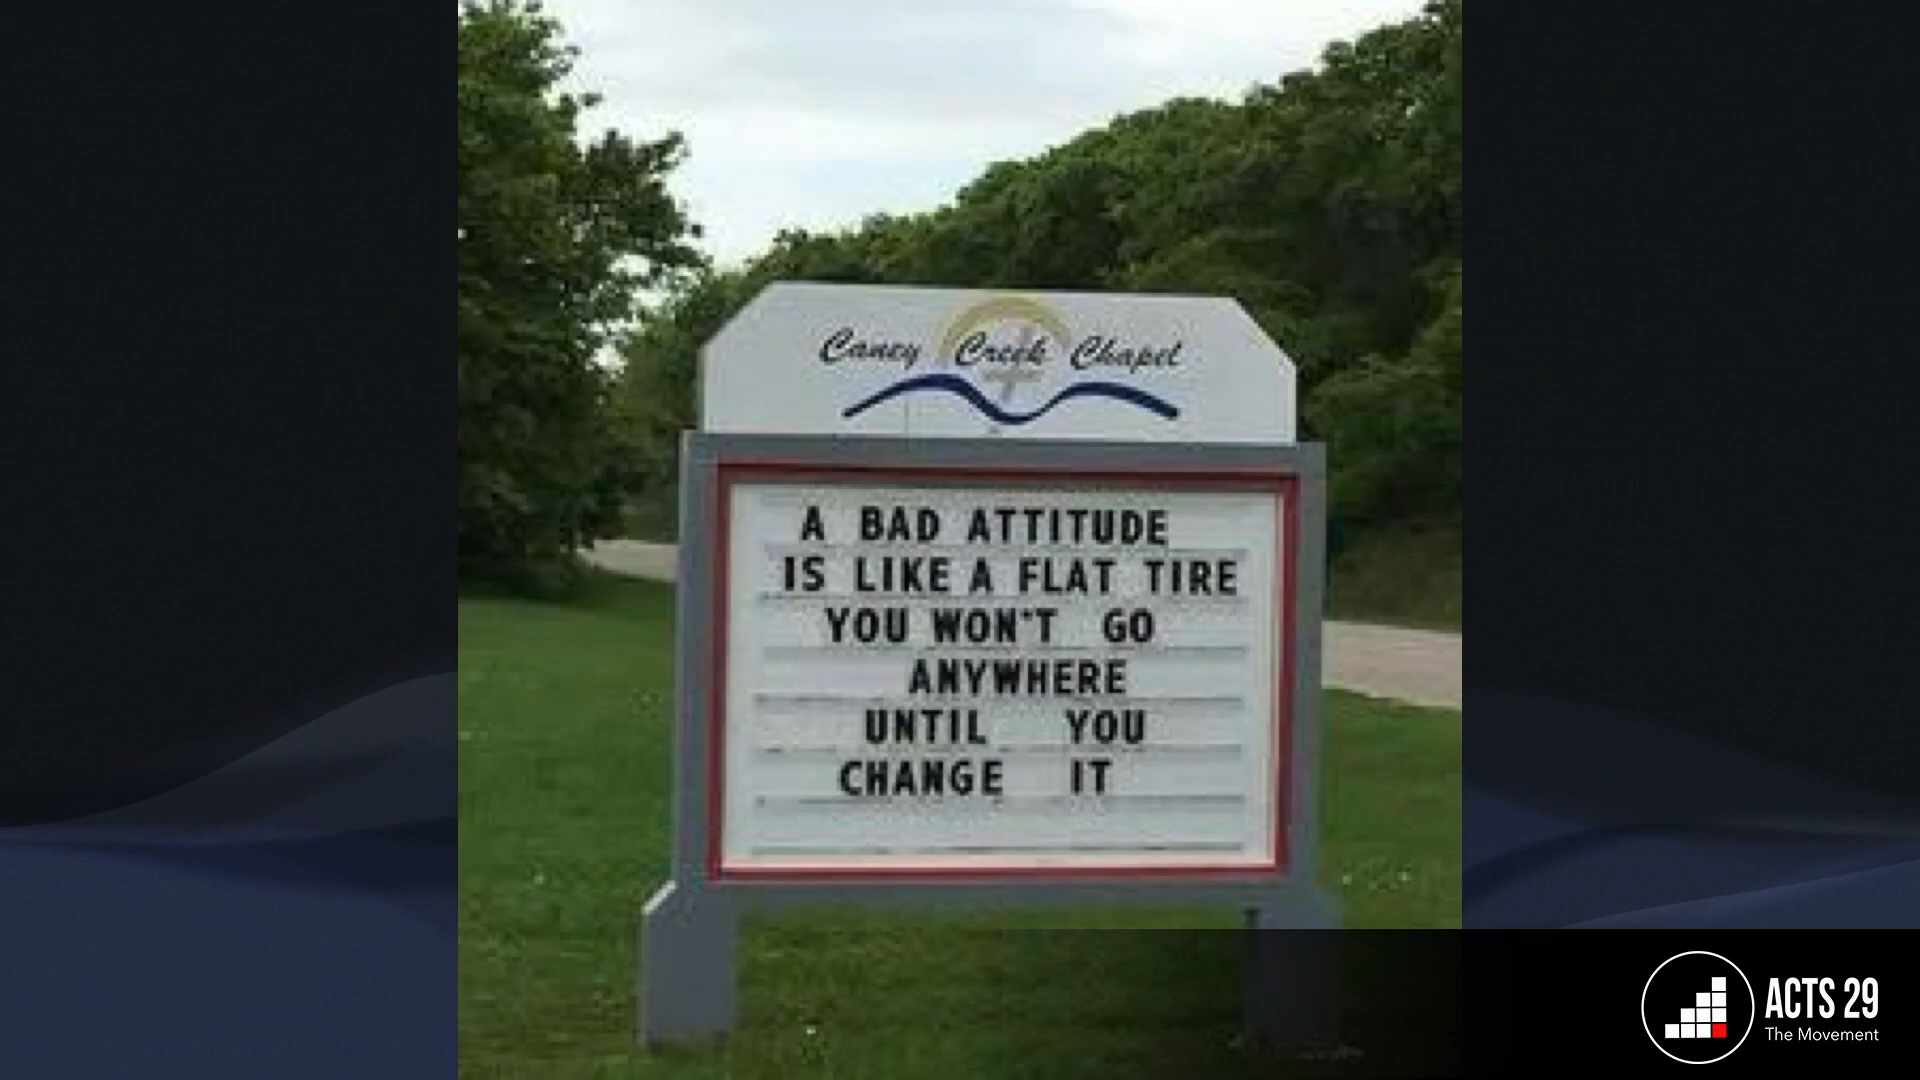 Caney Creek Chapel
A BAD ATTITUDE
IS LIKE A FLAT TIRE
YOU WON'T GO
ANYWHERE
UNTIL YOU
CHANGE IT
ACTS 29
The Movement